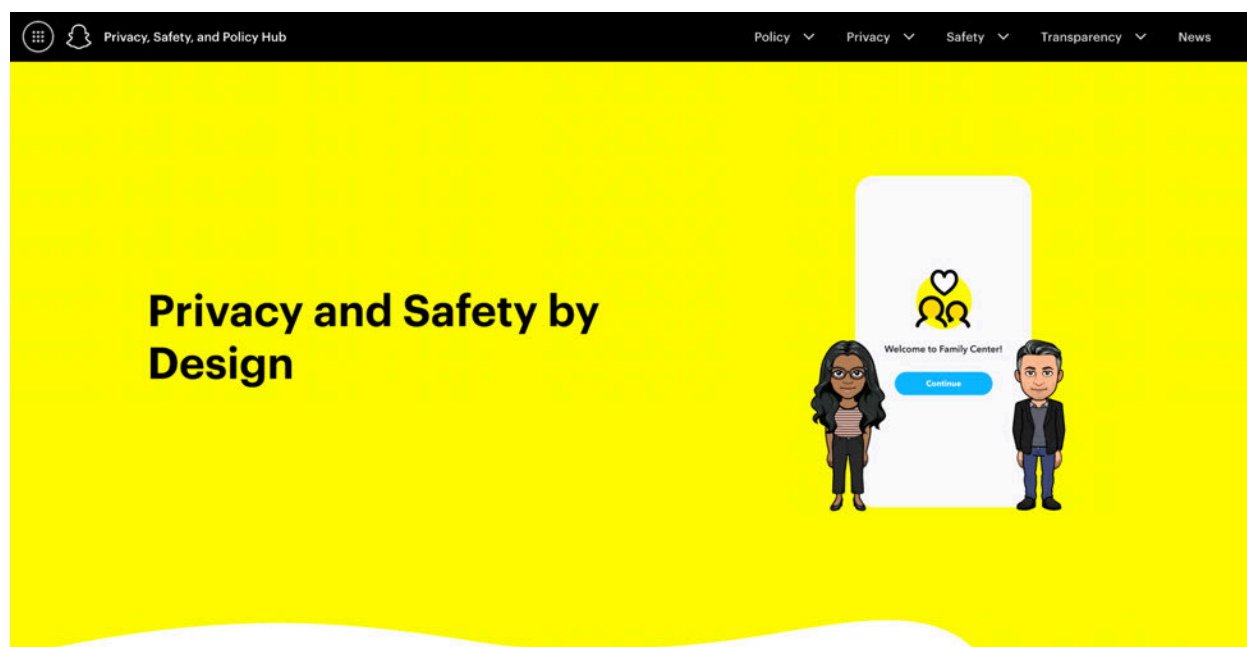 Privacy, Safety, and Policy Hub
Policy
Privacy
Safety
Transparency
News
Privacy and Safety by
Design
Welcome to Family Center!
Continue